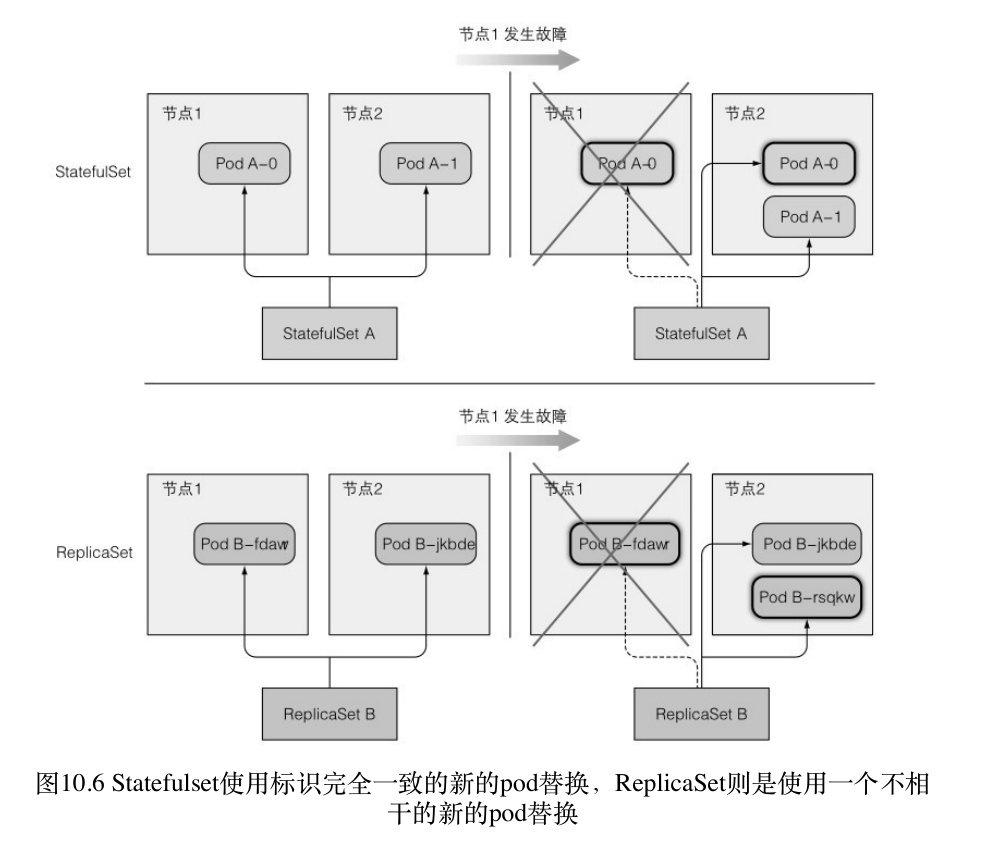 节点1 发生故障
节点1
节点2
节点1
节点2
Pod A-0
Pod A-1
Pod A-0
Pod A-0
StatefulSet
Pod A-1
StatefulSet A
StatefulSet A
节点1 发生故障
节点1
节点2
节点1
节点2
Pod B-fdawr
Pod B-jkbde
Pod B-fdawr
Pod B-jkbde
ReplicaSet
Pod B-rsqkw
ReplicaSet B
ReplicaSet B
图10.6 Statefulset使用标识完全一致的新的pod替换，ReplicaSet则是使用一个不相
干的新的pod替换